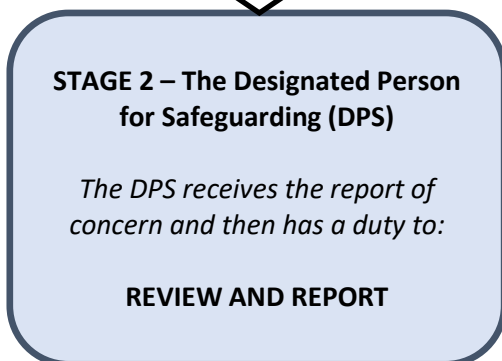 STAGE 2 – The Designated Person
for Safeguarding (DPS)
The DPS receives the report of
concern and then has a duty to:
REVIEW AND REPORT